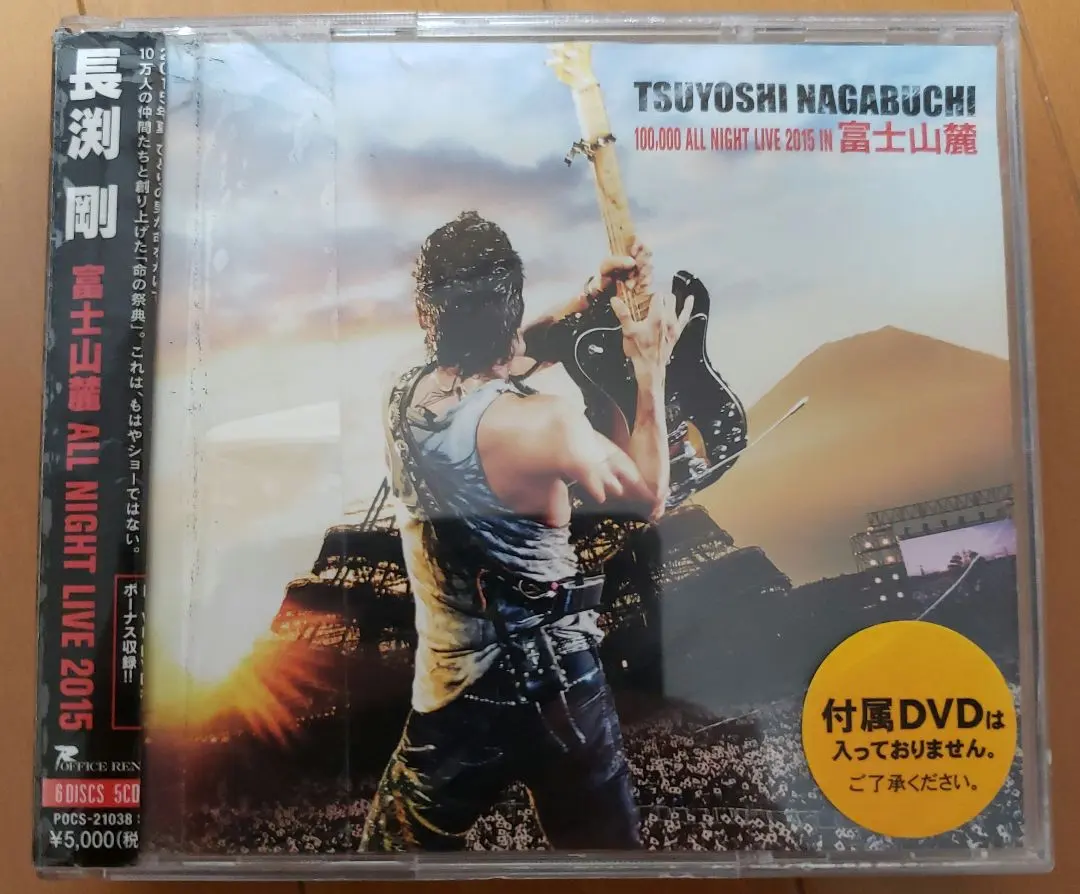 長渕 剛
富士山麓 ALL NIGHT LIVE 2015
10万人の仲間たちと創り上げた「命の祭典」。これは、もはやショーではない。
ボーナス収録!!
OFFICE REN
6DISCS 5CD
POCS-21038
¥5,000(税
TSUYOSHI NAGABUCHI
100,000 ALL NIGHT LIVE 2015 IN 富士山麓
付属DVDは
入っておりません。
ご了承ください。